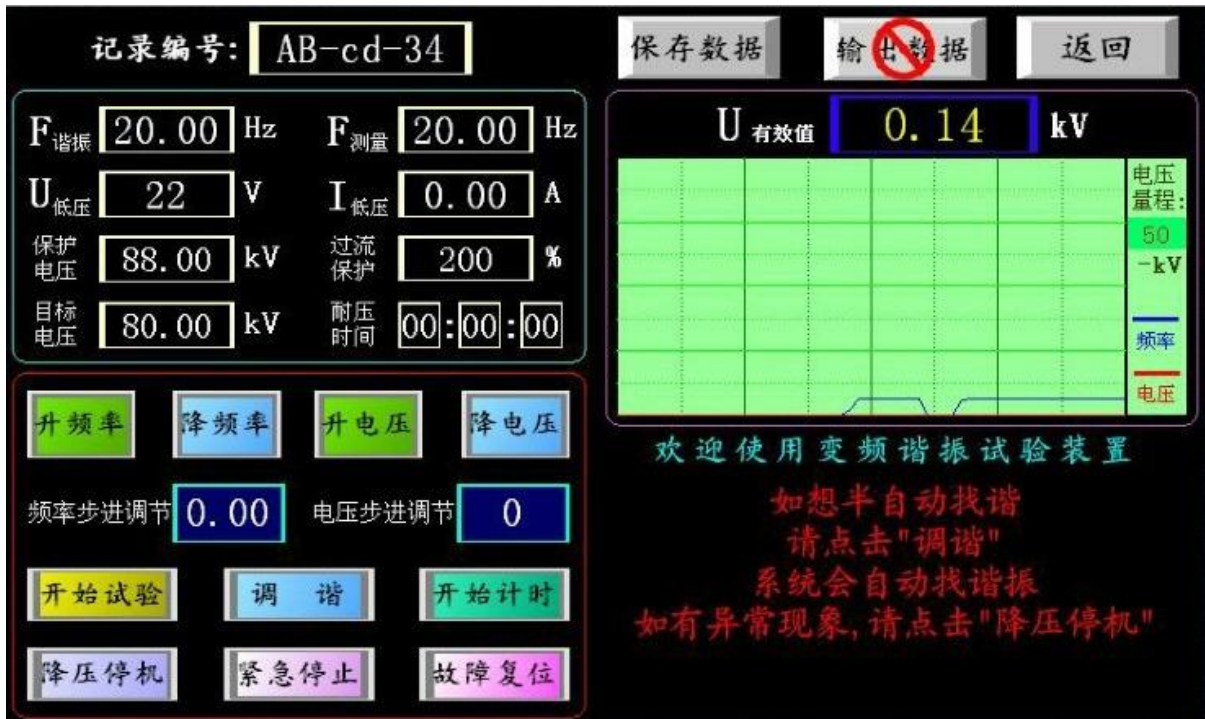 记录编号: AB-cd-34
保存数据 输出数据 返回
F谐振 20.00 Hz F测量 20.00 Hz
U低压 22 V I低压 0.00 A
保护电压 88.00 kV 过流保护 200 %
目标电压 80.00 kV 耐压时间 00:00:00
升频率 降频率 升电压 降电压
频率步进调节 0.00 电压步进调节 0
开始试验 调 谐 开始计时
降压停机 紧急停止 故障复位
U有效值 0.14 kV
电压
量程:
50
-kV
频率
电压
欢迎使用变频谐振试验装置
如想半自动找谐
请点击"调谐"
系统会自动找谐振
如有异常现象,请点击"降压停机"